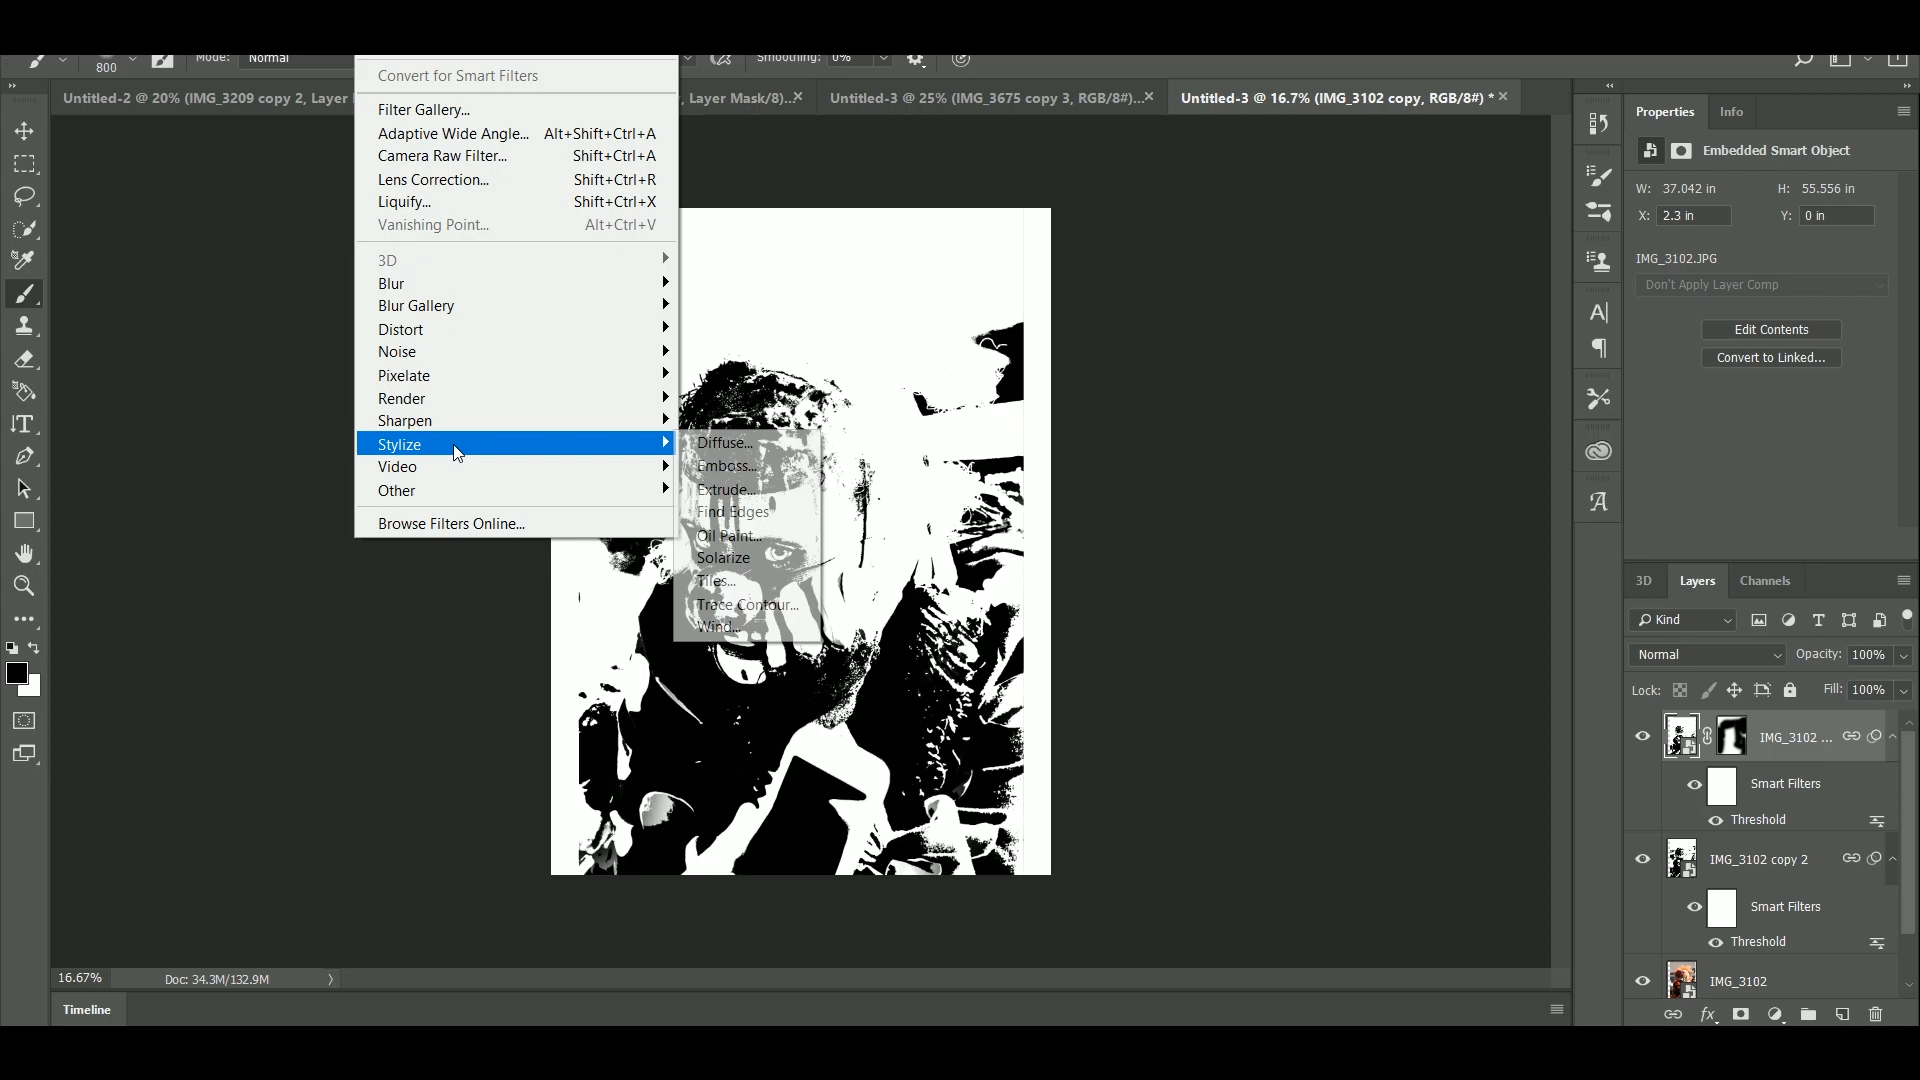 800
Mode: Normal
Smoothing: 0%
Untitled-2 @ 20% (IMG_3209 copy 2, Layer
, Layer Mask/8)...
Untitled-3 @ 25% (IMG_3675 copy 3, RGB/8#)...
Untitled-3 @ 16.7% (IMG_3102 copy, RGB/8#) *
Convert for Smart Filters
Filter Gallery...
Adaptive Wide Angle... Alt+Shift+Ctrl+A
Camera Raw Filter... Shift+Ctrl+A
Lens Correction... Shift+Ctrl+R
Liquify... Shift+Ctrl+X
Vanishing Point... Alt+Ctrl+V
3D
Blur
Blur Gallery
Distort
Noise
Pixelate
Render
Sharpen
Stylize
Video
Other
Browse Filters Online...
Diffuse...
Emboss...
Extrude...
Find Edges
Oil Paint...
Solarize
Tiles...
Trace Contour...
Wind...
Properties
Info
Embedded Smart Object
W: 37.042 in H: 55.556 in
X: 2.3 in Y: 0 in
IMG_3102.JPG
Don't Apply Layer Comp
Edit Contents
Convert to Linked...
3D
Layers
Channels
Kind
Normal
Opacity: 100%
Lock:
Fill: 100%
IMG_3102 ...
Smart Filters
Threshold
IMG_3102 copy 2
Smart Filters
Threshold
IMG_3102
16.67%
Doc: 34.3M/132.9M
Timeline